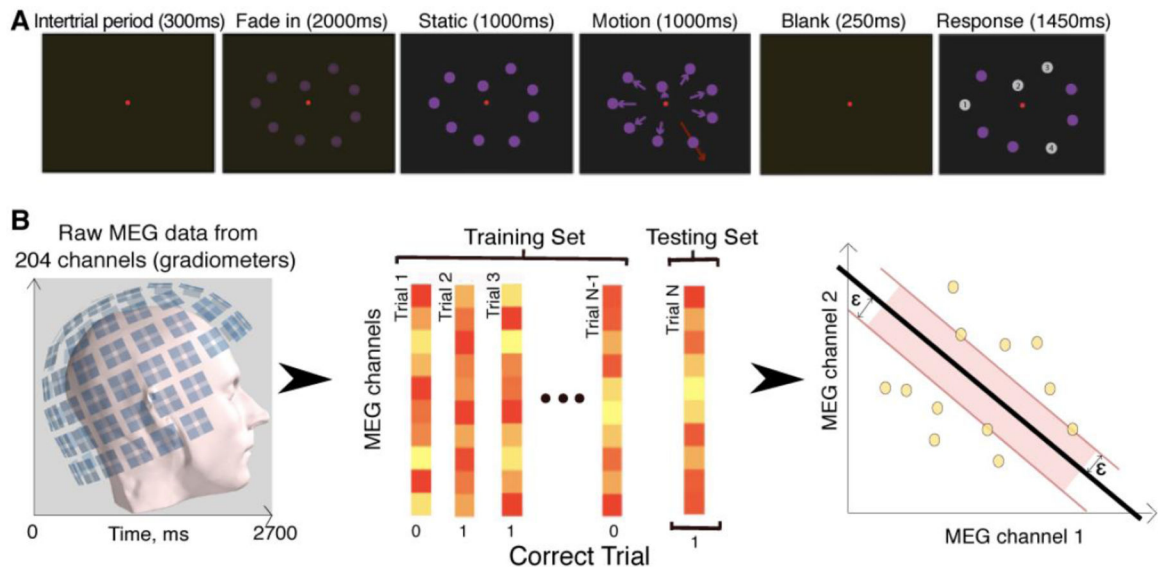 A
Intertrial period (300ms)
Fade in (2000ms)
Static (1000ms)
Motion (1000ms)
Blank (250ms)
Response (1450ms)
3
2
1
4
B
Raw MEG data from
204 channels (gradiometers)
0
Time, ms
2700
Training Set
Testing Set
MEG channels
Trial 1
Trial 2
Trial 3
Trial N-1
Trial N
0
1
1
0
1
Correct Trial
ε
ε
MEG channel 2
MEG channel 1